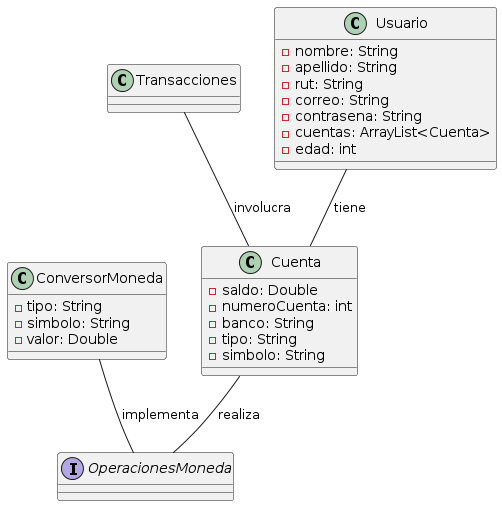 C Usuario
nombre: String
apellido: String
rut: String
correo: String
contrasena: String
cuentas: ArrayList<Cuenta>
edad: int
C Transacciones
involucra
tiene
C Cuenta
saldo: Double
numeroCuenta: int
banco: String
tipo: String
simbolo: String
C ConversorMoneda
tipo: String
simbolo: String
valor: Double
implementa
realiza
I OperacionesMoneda